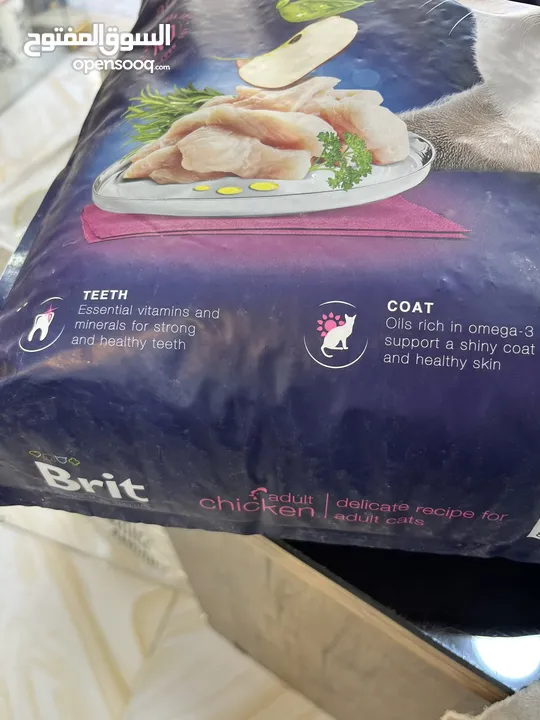 السوق المفتوح
opensooq.com
TEETH
Essential vitamins and
minerals for strong
and healthy teeth
COAT
Oils rich in omega-3
support a shiny coat
and healthy skin
Brit
adult
chicken
delicate recipe for
adult cats